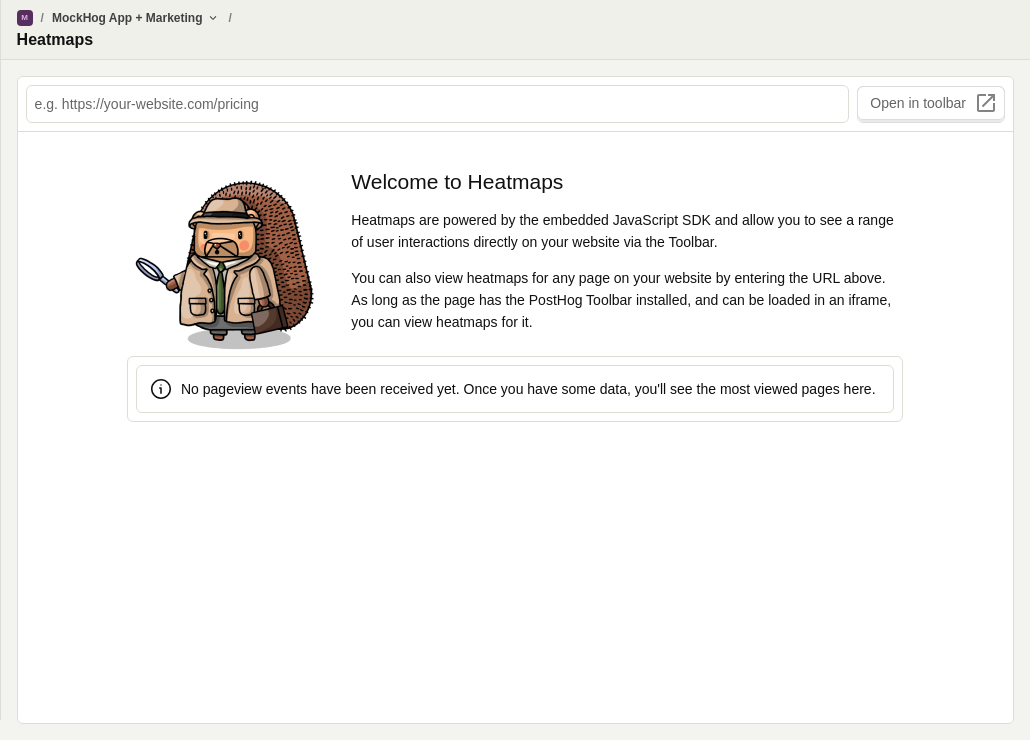 M / MockHog App + Marketing /
Heatmaps
e.g. https://your-website.com/pricing
Open in toolbar
Welcome to Heatmaps
Heatmaps are powered by the embedded JavaScript SDK and allow you to see a range
of user interactions directly on your website via the Toolbar.
You can also view heatmaps for any page on your website by entering the URL above.
As long as the page has the PostHog Toolbar installed, and can be loaded in an iframe,
you can view heatmaps for it.
No pageview events have been received yet. Once you have some data, you'll see the most viewed pages here.